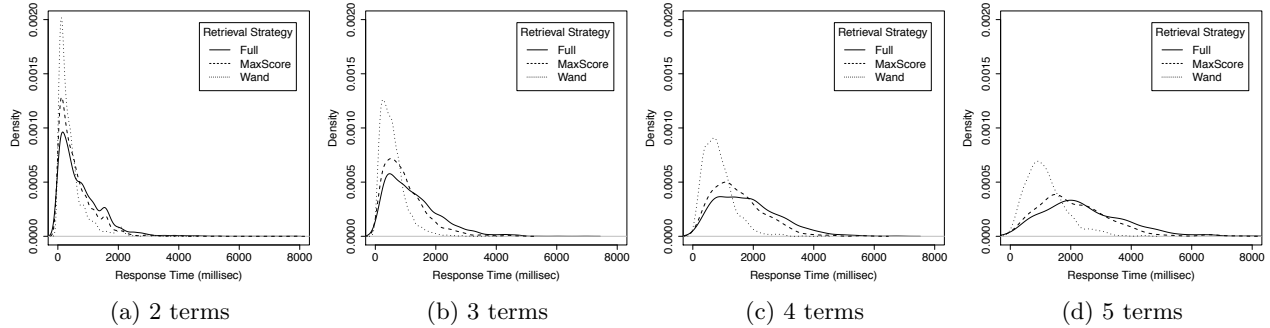 0.0000 0.0005 0.0010 0.0015 0.0020
Density
Retrieval Strategy
Full
MaxScore
Wand
0 2000 4000 6000 8000
Response Time (millisec)
(a) 2 terms
0.0000 0.0005 0.0010 0.0015 0.0020
Density
Retrieval Strategy
Full
MaxScore
Wand
0 2000 4000 6000 8000
Response Time (millisec)
(b) 3 terms
0.0000 0.0005 0.0010 0.0015 0.0020
Density
Retrieval Strategy
Full
MaxScore
Wand
0 2000 4000 6000 8000
Response Time (millisec)
(c) 4 terms
0.0000 0.0005 0.0010 0.0015 0.0020
Density
Retrieval Strategy
Full
MaxScore
Wand
0 2000 4000 6000 8000
Response Time (millisec)
(d) 5 terms